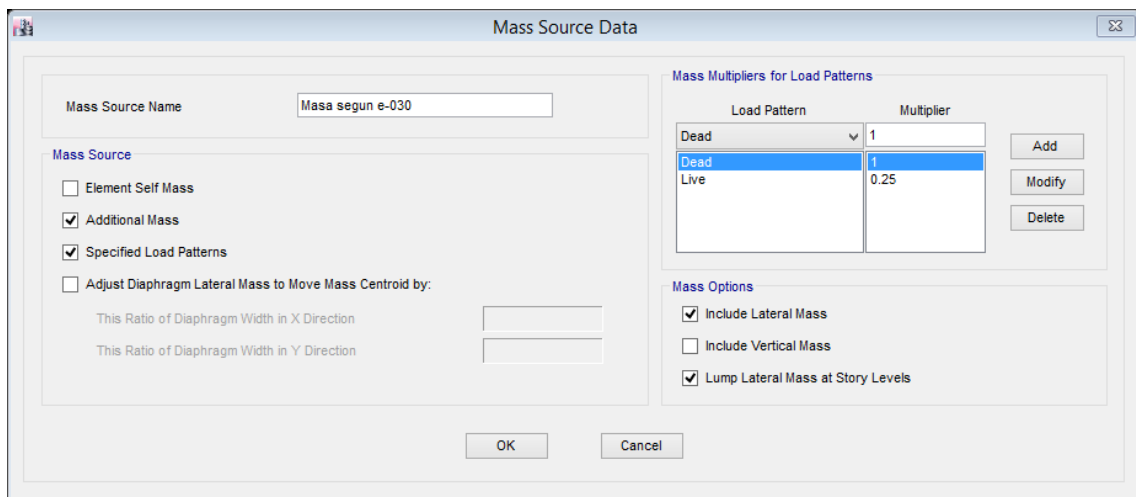 Mass Source Data
Mass Source Name
Masa segun e-030
Mass Source
Element Self Mass
Additional Mass
Specified Load Patterns
Adjust Diaphragm Lateral Mass to Move Mass Centroid by:
This Ratio of Diaphragm Width in X Direction
This Ratio of Diaphragm Width in Y Direction
Mass Multipliers for Load Patterns
Load Pattern Multiplier
Dead 1
Dead 1
Live 0.25
Add
Modify
Delete
Mass Options
Include Lateral Mass
Include Vertical Mass
Lump Lateral Mass at Story Levels
OK Cancel